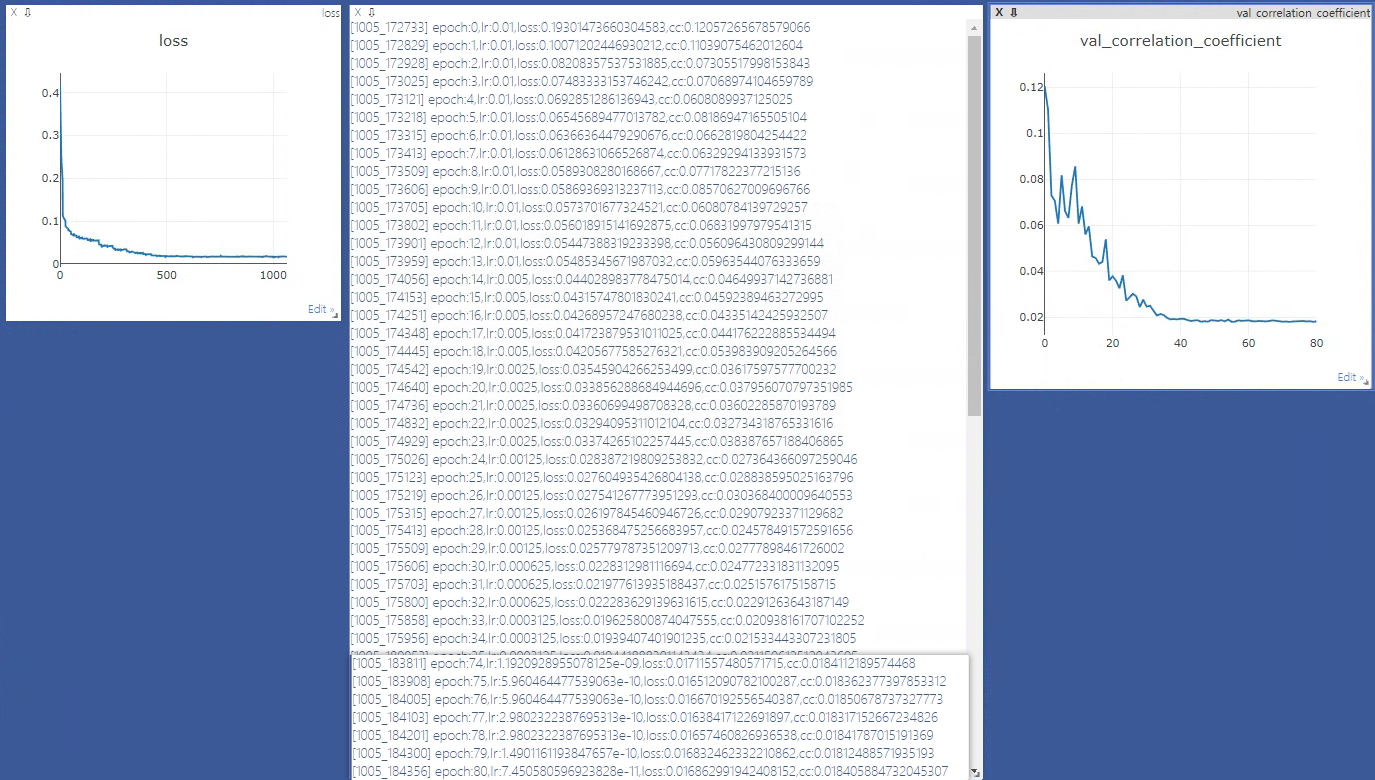 X ⇩ loss
loss
0.4
0.3
0.2
0.1
0
0 500 1000
Edit »
X ⇩
[1005_172733] epoch:0,lr:0.01,loss:0.19301473660304583,cc:0.12057265678579066
[1005_172829] epoch:1,lr:0.01,loss:0.10071202446930212,cc:0.11039075462012604
[1005_172928] epoch:2,lr:0.01,loss:0.08208357537531885,cc:0.07305517998153843
[1005_173025] epoch:3,lr:0.01,loss:0.07483333153746242,cc:0.07068974104659789
[1005_173121] epoch:4,lr:0.01,loss:0.0692851286136943,cc:0.0608089937125025
[1005_173218] epoch:5,lr:0.01,loss:0.06545689477013782,cc:0.08186947165505104
[1005_173315] epoch:6,lr:0.01,loss:0.06366364479290676,cc:0.0662819804254422
[1005_173413] epoch:7,lr:0.01,loss:0.06128631066526874,cc:0.06329294133931573
[1005_173509] epoch:8,lr:0.01,loss:0.0589308280168667,cc:0.07717822377215136
[1005_173606] epoch:9,lr:0.01,loss:0.05869369313237113,cc:0.08570627009696766
[1005_173705] epoch:10,lr:0.01,loss:0.0573701677324521,cc:0.06080784139729257
[1005_173802] epoch:11,lr:0.01,loss:0.056018915141692875,cc:0.06831997979541315
[1005_173901] epoch:12,lr:0.01,loss:0.05447388319233398,cc:0.056096430809299144
[1005_173959] epoch:13,lr:0.01,loss:0.05485345671987032,cc:0.05963544076333659
[1005_174056] epoch:14,lr:0.005,loss:0.044028983778475014,cc:0.04649937142736881
[1005_174153] epoch:15,lr:0.005,loss:0.04315747801830241,cc:0.04592389463272995
[1005_174251] epoch:16,lr:0.005,loss:0.04268957247680238,cc:0.04335142425932507
[1005_174348] epoch:17,lr:0.005,loss:0.041723879531011025,cc:0.044176222885534494
[1005_174445] epoch:18,lr:0.005,loss:0.04205677585276321,cc:0.053983909205264566
[1005_174542] epoch:19,lr:0.0025,loss:0.03545904266253499,cc:0.03617597577700232
[1005_174640] epoch:20,lr:0.0025,loss:0.033856288684944696,cc:0.037956070797351985
[1005_174736] epoch:21,lr:0.0025,loss:0.03360699498708328,cc:0.03602285870193789
[1005_174832] epoch:22,lr:0.0025,loss:0.03294095311012104,cc:0.032734318765331616
[1005_174929] epoch:23,lr:0.0025,loss:0.03374265102257445,cc:0.038387657188406865
[1005_175026] epoch:24,lr:0.00125,loss:0.028387219809253832,cc:0.027364366097259046
[1005_175123] epoch:25,lr:0.00125,loss:0.027604935426804138,cc:0.028838595025163796
[1005_175219] epoch:26,lr:0.00125,loss:0.027541267773951293,cc:0.030368400009640553
[1005_175315] epoch:27,lr:0.00125,loss:0.026197845460946726,cc:0.02907923371129682
[1005_175413] epoch:28,lr:0.00125,loss:0.025368475256683957,cc:0.024578491572591656
[1005_175509] epoch:29,lr:0.00125,loss:0.025779787351209713,cc:0.02777898461726002
[1005_175606] epoch:30,lr:0.000625,loss:0.0228312981116694,cc:0.024772331831132095
[1005_175703] epoch:31,lr:0.000625,loss:0.021977613935188437,cc:0.0251576175158715
[1005_175800] epoch:32,lr:0.000625,loss:0.022283629139631615,cc:0.02291263643187149
[1005_175858] epoch:33,lr:0.0003125,loss:0.019625800874047555,cc:0.020938161707102252
[1005_175956] epoch:34,lr:0.0003125,loss:0.01939407401901235,cc:0.021533443307231805
[1005_183811] epoch:74,lr:1.1920928955078125e-09,loss:0.01711557480571715,cc:0.0184112189574468
[1005_183908] epoch:75,lr:5.960464477539063e-10,loss:0.016512090782100287,cc:0.018362377397853312
[1005_184005] epoch:76,lr:5.960464477539063e-10,loss:0.016670192556540387,cc:0.01850678737327773
[1005_184103] epoch:77,lr:2.9802322387695313e-10,loss:0.01638417122691897,cc:0.018317152667234826
[1005_184201] epoch:78,lr:2.9802322387695313e-10,loss:0.01657460826936538,cc:0.01841787015191369
[1005_184300] epoch:79,lr:1.4901161193847657e-10,loss:0.016832462332210862,cc:0.01812488571935193
[1005_184356] epoch:80,lr:7.450580596923828e-11,loss:0.016862991942408152,cc:0.018405884732045307
X ⇩ val_correlation_coefficient
val_correlation_coefficient
0.12
0.1
0.08
0.06
0.04
0.02
0 20 40 60 80
Edit »